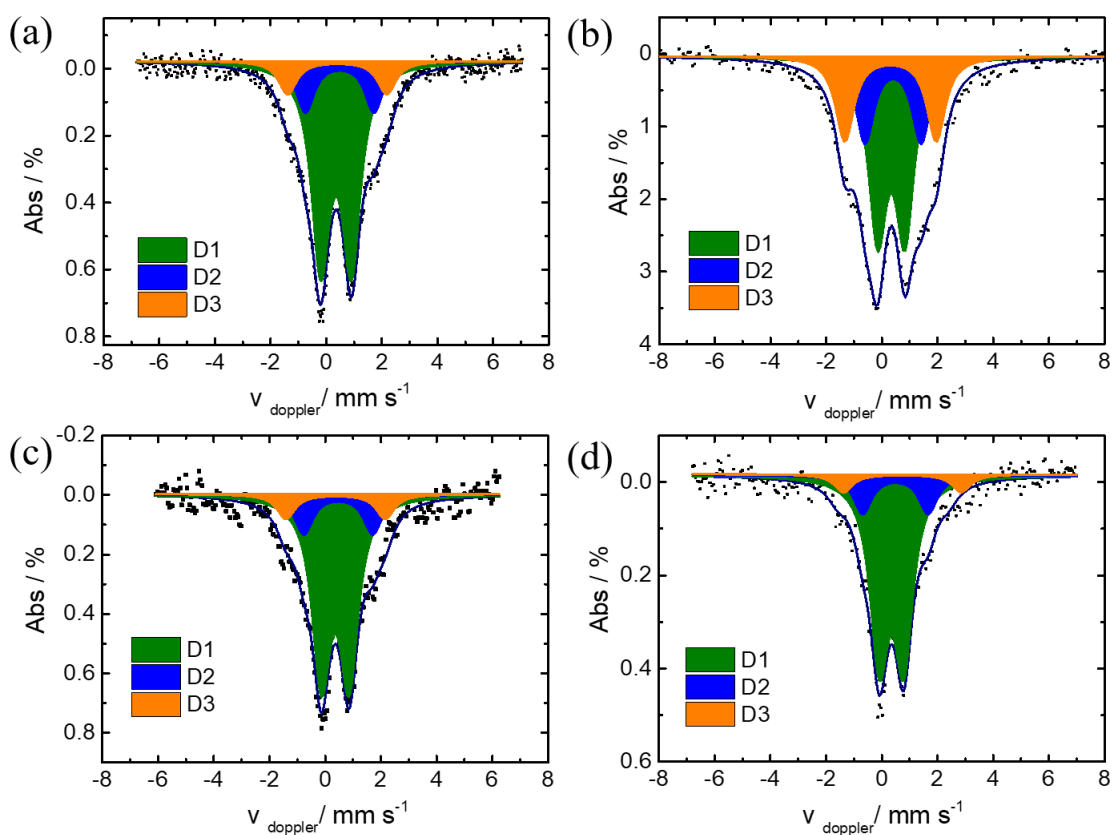 (a)
0.0
0.2
0.4
0.6
0.8
Abs / %
D1
D2
D3
-8 -6 -4 -2 0 2 4 6 8
v doppler/ mm s-1
(b)
0
1
2
3
4
Abs / %
D1
D2
D3
-8 -6 -4 -2 0 2 4 6 8
v doppler/ mm s-1
(c)
-0.2
0.0
0.2
0.4
0.6
0.8
Abs / %
D1
D2
D3
-8 -6 -4 -2 0 2 4 6 8
v doppler/ mm s-1
(d)
0.0
0.2
0.4
0.6
Abs / %
D1
D2
D3
-8 -6 -4 -2 0 2 4 6 8
v doppler/ mm s-1